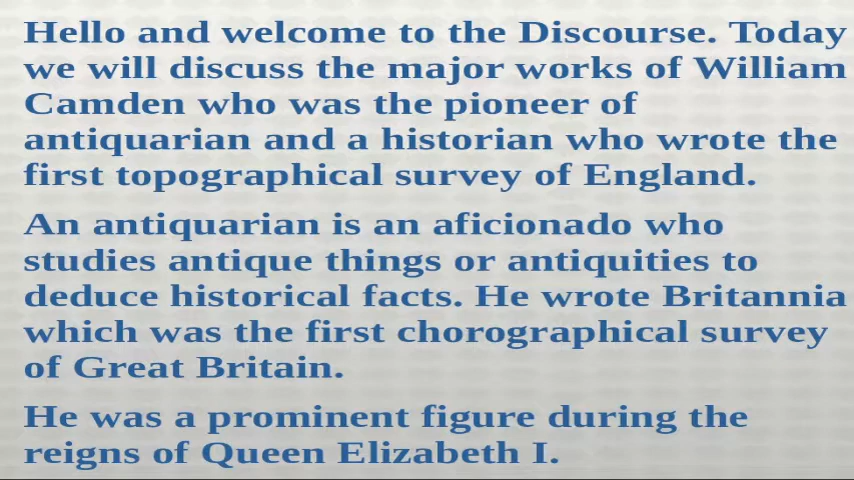 Hello and welcome to the Discourse. Today
we will discuss the major works of William
Camden who was the pioneer of
antiquarian and a historian who wrote the
first topographical survey of England.
An antiquarian is an aficionado who
studies antique things or antiquities to
deduce historical facts. He wrote Britannia
which was the first chorographical survey
of Great Britain.
He was a prominent figure during the
reigns of Queen Elizabeth I.